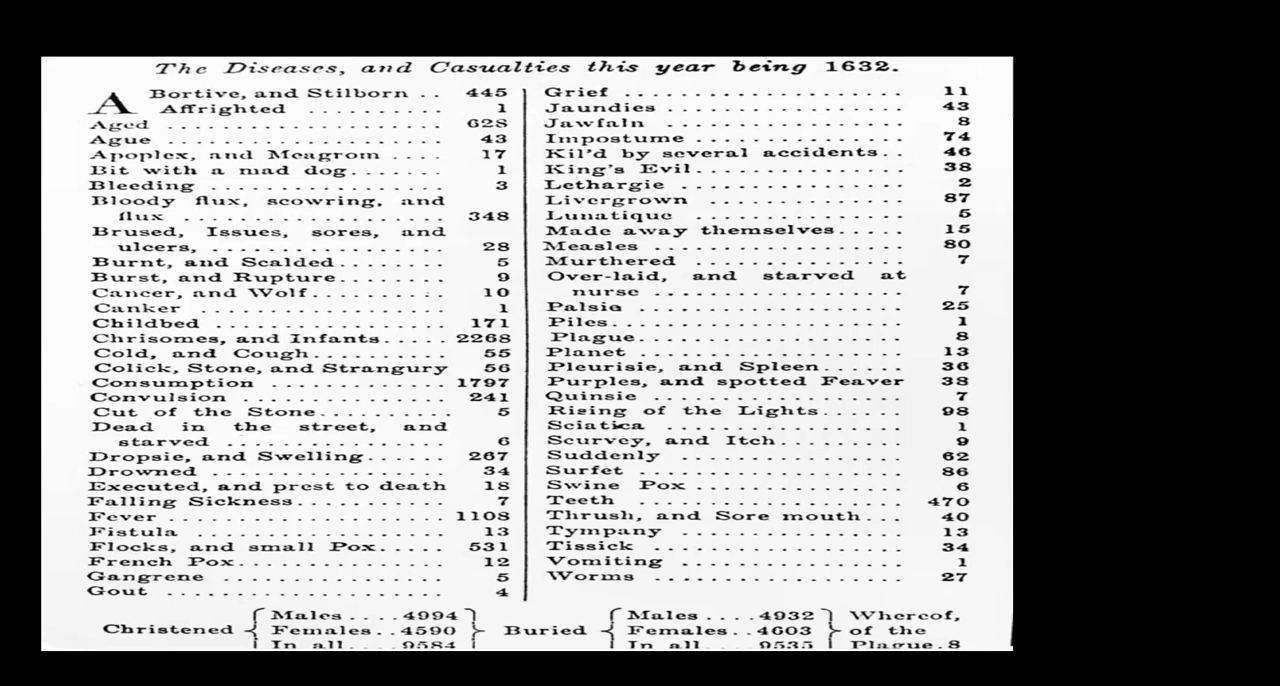 The Diseases, and Casualties this year being 1632.
A Bortive, and Stilborn .. 445
Affrighted .......... 1
Aged .................... 628
Ague .................... 43
Apoplex, and Meagrom .... 17
Bit with a mad dog....... 1
Bleeding ................ 3
Bloody flux, scowring, and
flux .................. 348
Brused, Issues, sores, and
ulcers, ................ 28
Burnt, and Scalded........ 5
Burst, and Rupture........ 9
Cancer, and Wolf.......... 10
Canker .................. 1
Childbed ................ 171
Chrisomes, and Infants..... 2268
Cold, and Cough.......... 55
Colick, Stone, and Strangury 56
Consumption ............ 1797
Convulsion .............. 241
Cut of the Stone.......... 5
Dead in the street, and
starved ................ 6
Dropsie, and Swelling...... 267
Drowned ................ 34
Executed, and prest to death 18
Falling Sickness........... 7
Fever .................... 1108
Fistula .................. 13
Flocks, and small Pox..... 531
French Pox............... 12
Gangrene ................ 5
Gout .................... 4
Grief .................... 11
Jaundies ................ 43
Jawfaln ................ 8
Impostume .............. 74
Kil'd by several accidents.. 46
King's Evil............... 38
Lethargie ................ 2
Livergrown .............. 87
Lunatique .............. 5
Made away themselves..... 15
Measles .................. 80
Murthered .............. 7
Over-laid, and starved at
nurse .................. 7
Palsie .................. 25
Piles..................... 1
Plague................... 8
Planet .................. 13
Pleurisie, and Spleen...... 36
Purples, and spotted Feaver 38
Quinsie .................. 7
Rising of the Lights....... 98
Sciatica ................ 1
Scurvey, and Itch......... 9
Suddenly ................ 62
Surfet .................. 86
Swine Pox .............. 6
Teeth .................. 470
Thrush, and Sore mouth... 40
Tympany ................ 13
Tissick .................. 34
Vomiting ................ 1
Worms .................. 27
Christened { Males ....4994 } Buried { Males ....4932 } Whereof,
Females..4590 Females..4603 of the
In all....9584 In all....9535 Plague.8